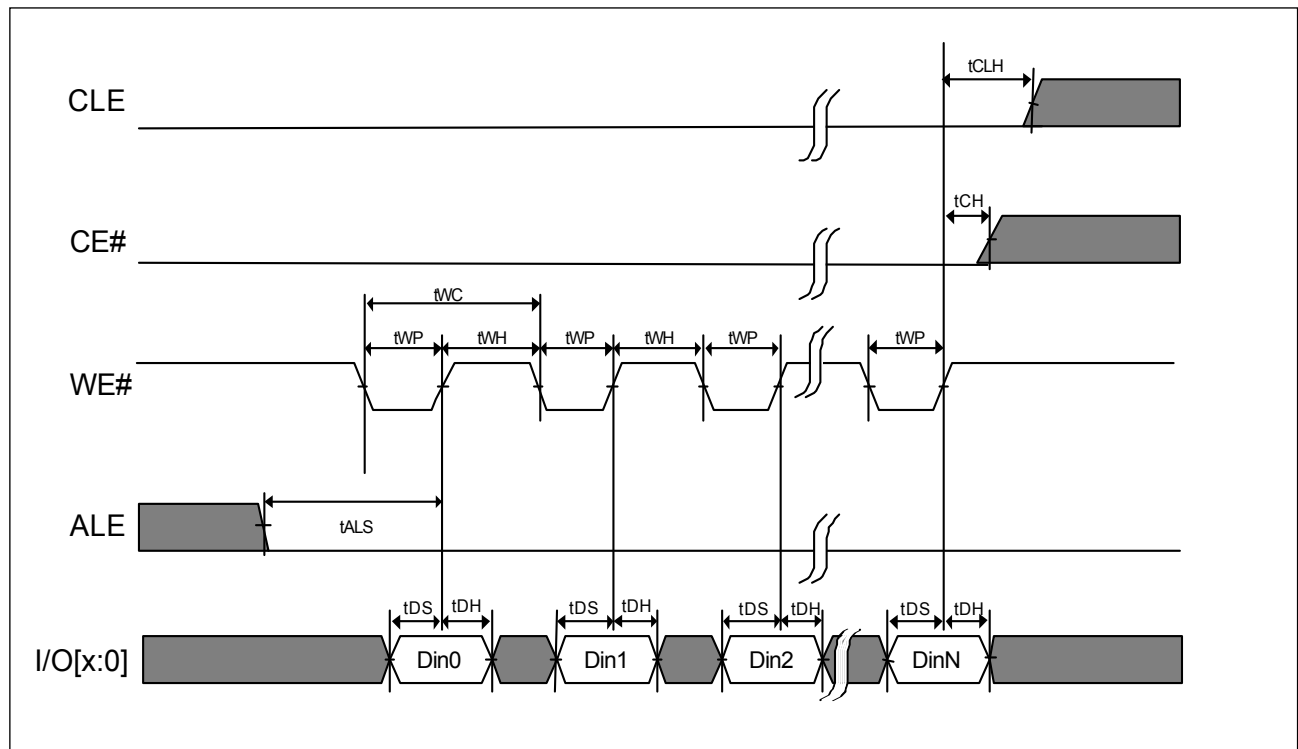 tCLH
CLE
tCH
CE#
tWC
tWP tWH tWP tWH tWP tWP
WE#
ALE
tALS
tDS tDH tDS tDH tDS tDH tDS tDH
I/O[x:0] Din0 Din1 Din2 DinN